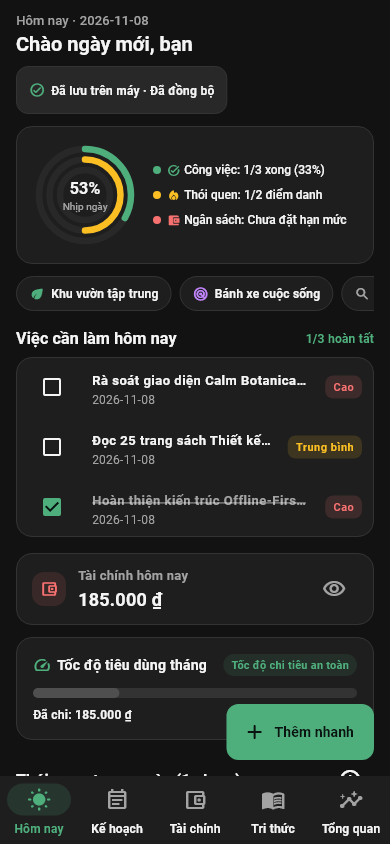 Hôm nay · 2026-11-08
Chào ngày mới, bạn
Đã lưu trên máy · Đã đồng bộ
53%
Nhịp ngày
Công việc: 1/3 xong (33%)
Thói quen: 1/2 điểm danh
Ngân sách: Chưa đặt hạn mức
Khu vườn tập trung
Bánh xe cuộc sống
Việc cần làm hôm nay
1/3 hoàn tất
Rà soát giao diện Calm Botanica...
2026-11-08
Cao
Đọc 25 trang sách Thiết kế...
2026-11-08
Trung bình
Hoàn thiện kiến trúc Offline-Firs...
2026-11-08
Cao
Tài chính hôm nay
185.000 ₫
Tốc độ tiêu dùng tháng
Tốc độ chi tiêu an toàn
Đã chi: 185.000 ₫
Thêm nhanh
Hôm nay
Kế hoạch
Tài chính
Tri thức
Tổng quan